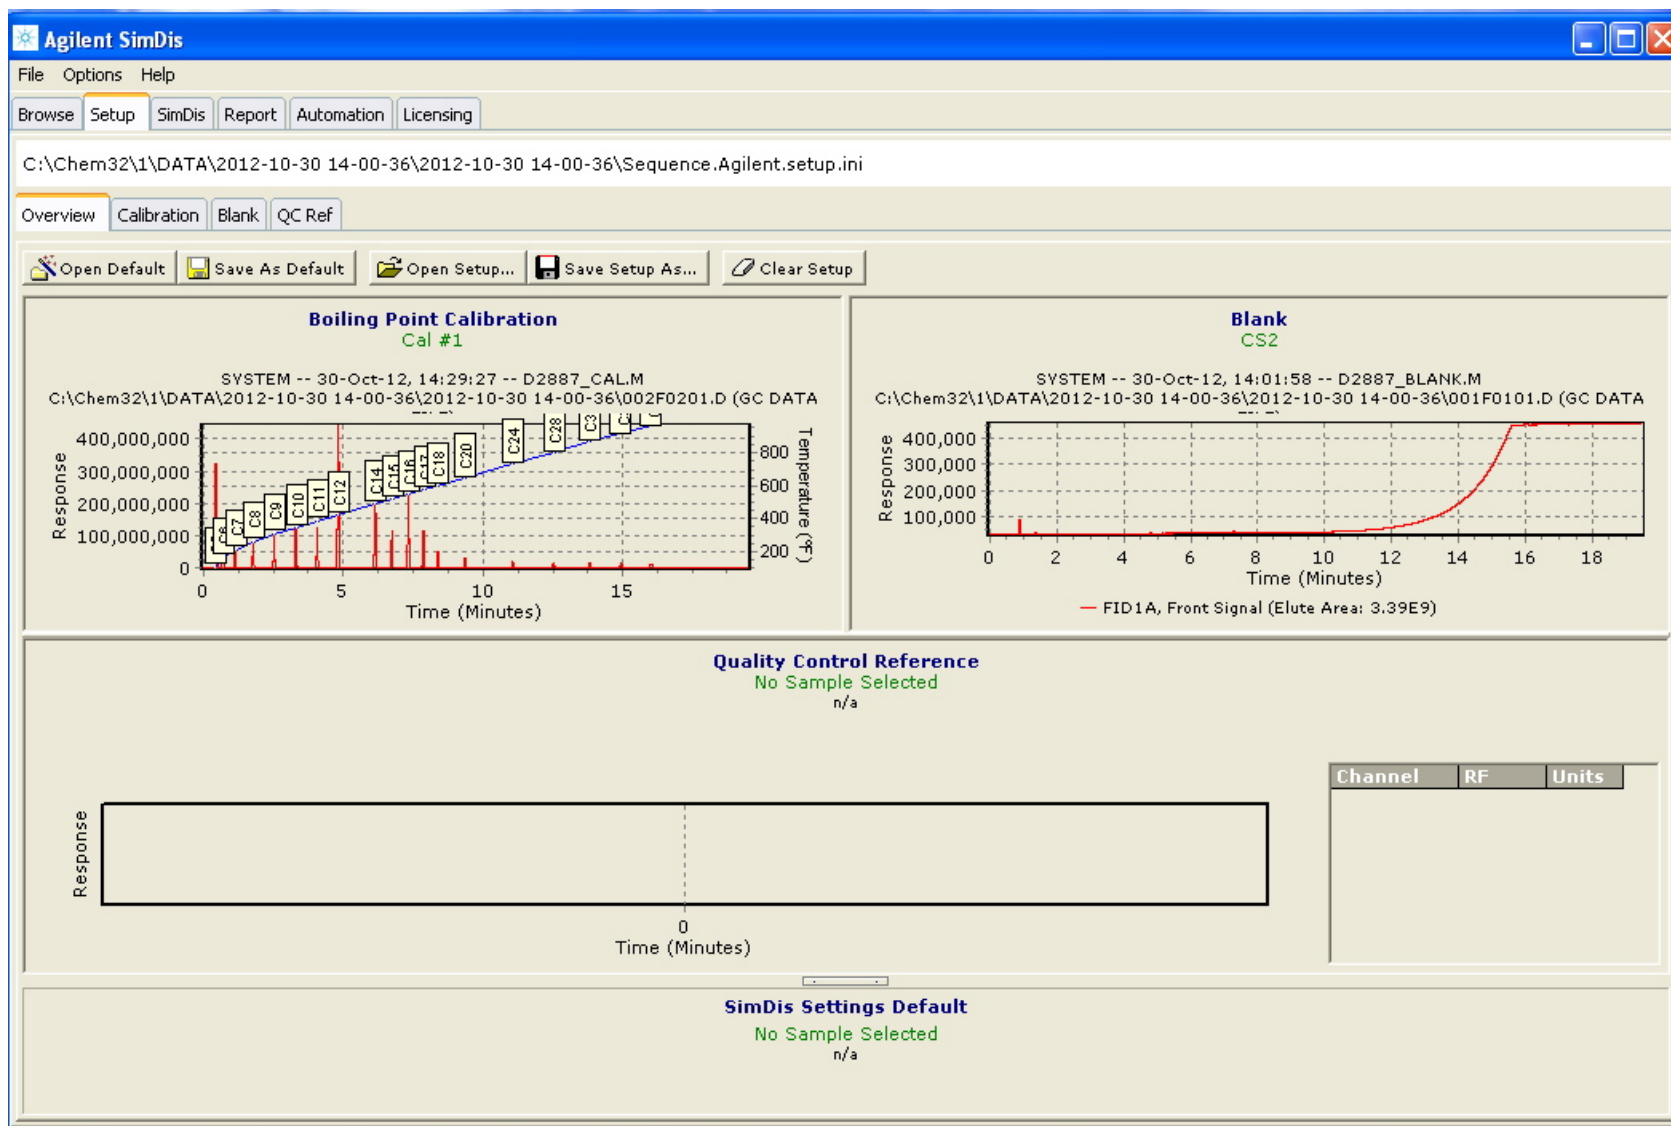 Agilent SimDis
File Options Help
Browse Setup SimDis Report Automation Licensing
C:\Chem32\1\DATA\2012-10-30 14-00-36\2012-10-30 14-00-36\Sequence.Agilent.setup.ini
Overview Calibration Blank QC Ref
Open Default Save As Default Open Setup... Save Setup As... Clear Setup
Boiling Point Calibration
Cal #1
SYSTEM -- 30-Oct-12, 14:29:27 -- D2887_CAL.M
C:\Chem32\1\DATA\2012-10-30 14-00-36\2012-10-30 14-00-36\002F0201.D (GC DATA
Response
400,000,000
300,000,000
200,000,000
100,000,000
0
C6
C7
C8
C9
C10
C11
C12
C14
C15
C16
C17
C18
C20
C24
C28
800
600
400
200
Temperature (°F)
0 5 10 15
Time (Minutes)
Blank
CS2
SYSTEM -- 30-Oct-12, 14:01:58 -- D2887_BLANK.M
C:\Chem32\1\DATA\2012-10-30 14-00-36\2012-10-30 14-00-36\001F0101.D (GC DATA
Response
400,000
300,000
200,000
100,000
0 2 4 6 8 10 12 14 16 18
Time (Minutes)
FID1A, Front Signal (Elute Area: 3.39E9)
Quality Control Reference
No Sample Selected
n/a
Response
0
Time (Minutes)
Channel RF Units
SimDis Settings Default
No Sample Selected
n/a